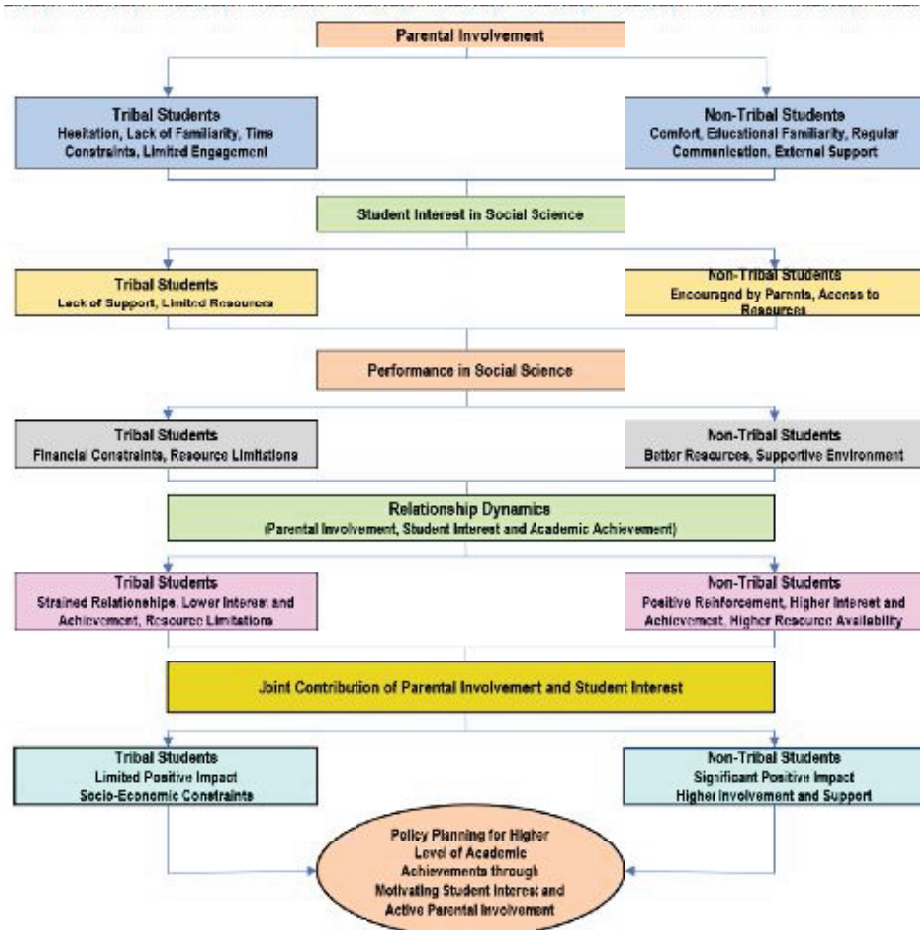 Parental Involvement
Tribal Students
Hesitation, Lack of Familiarity, Time
Constraints, Limited Engagement
Non-Tribal Students
Comfort, Educational Familiarity, Regular
Communication, External Support
Student Interest in Social Science
Tribal Students
Lack of Support, Limited Resources
Non-Tribal Students
Encouraged by Parents, Access to
Resources
Performance in Social Science
Tribal Students
Financial Constraints, Resource Limitations
Non-Tribal Students
Better Resources, Supportive Environment
Relationship Dynamics
(Parental Involvement, Student Interest and Academic Achievement)
Tribal Students
Strained Relationships, Lower Interest and
Achievement, Resource Limitations
Non-Tribal Students
Positive Reinforcement, Higher Interest and
Achievement, Higher Resource Availability
Joint Contribution of Parental Involvement and Student Interest
Tribal Students
Limited Positive Impact
Socio-Economic Constraints
Non-Tribal Students
Significant Positive Impact
Higher Involvement and Support
Policy Planning for Higher
Level of Academic
Achievements through
Motivating Student Interest and
Active Parental Involvement